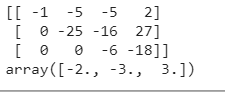 [[ -1 -5 -5 2]
[ 0 -25 -16 27]
[ 0 0 -6 -18]]
array([-2., -3., 3.])